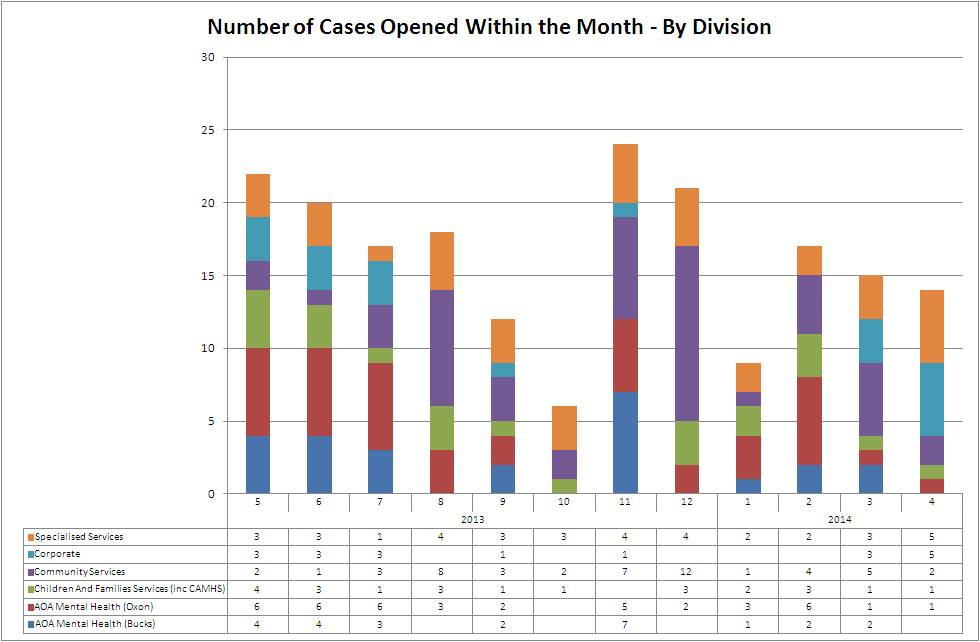 Number of Cases Opened Within the Month - By Division
30
25
20
15
10
5
0
5 6 7 8 9 10 11 12 1 2 3 4
2013 2014
Specialised Services 3 3 1 4 3 3 4 4 2 2 3 5
Corporate 3 3 3 1 1 3 5
Community Services 2 1 3 8 3 2 7 12 1 4 5 2
Children And Families Services (inc CAMHS) 4 3 1 3 1 1 3 2 3 1 1
AOA Mental Health (Oxon) 6 6 6 3 2 5 2 3 6 1 1
AOA Mental Health (Bucks) 4 4 3 2 7 1 2 2